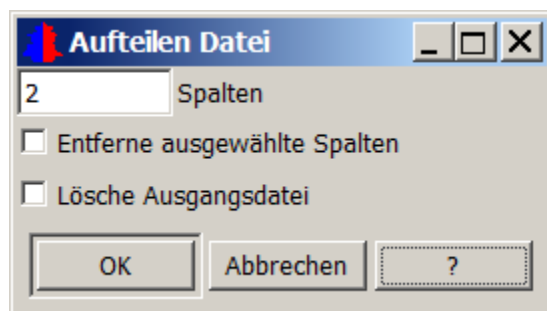 Aufteilen Datei
2 Spalten
Entferne ausgewählte Spalten
Lösche Ausgangsdatei
OK Abbrechen ?